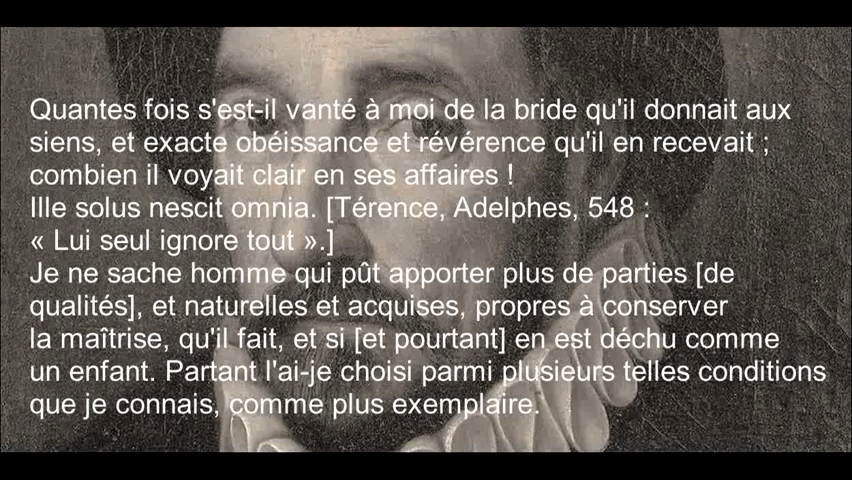 Quantes fois s'est-il vanté à moi de la bride qu'il donnait aux
siens, et exacte obéissance et révérence qu'il en recevait ;
combien il voyait clair en ses affaires !
Ille solus nescit omnia. [Térence, Adelphes, 548 :
« Lui seul ignore tout ».]
Je ne sache homme qui pût apporter plus de parties [de
qualités], et naturelles et acquises, propres à conserver
la maîtrise, qu'il fait, et si [et pourtant] en est déchu comme
un enfant. Partant l'ai-je choisi parmi plusieurs telles conditions
que je connais, comme plus exemplaire.